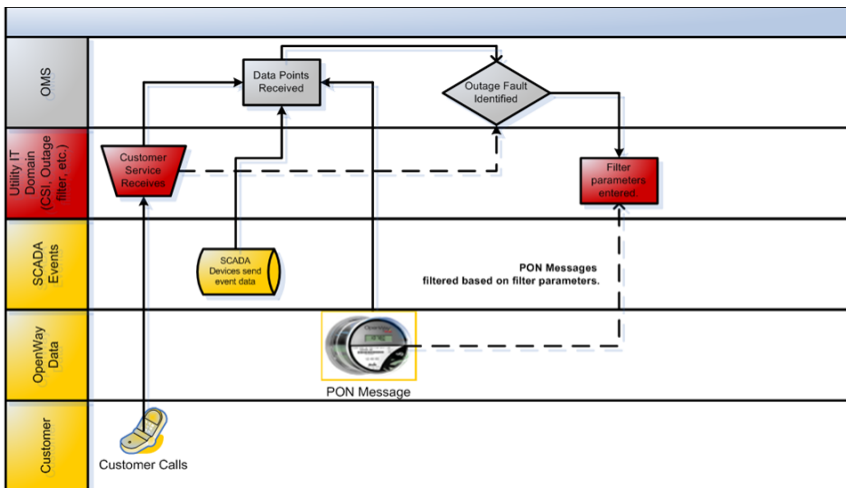 OMS
Data Points
Received
Outage Fault
Identified
Utility IT
Domain
(CSI, Outage
filter, etc.)
Customer
Service
Receives
Filter
parameters
entered.
SCADA
Events
SCADA
Devices send
event data
PON Messages
filtered based on filter parameters.
OpenWay
Data
PON Message
Customer
Customer Calls